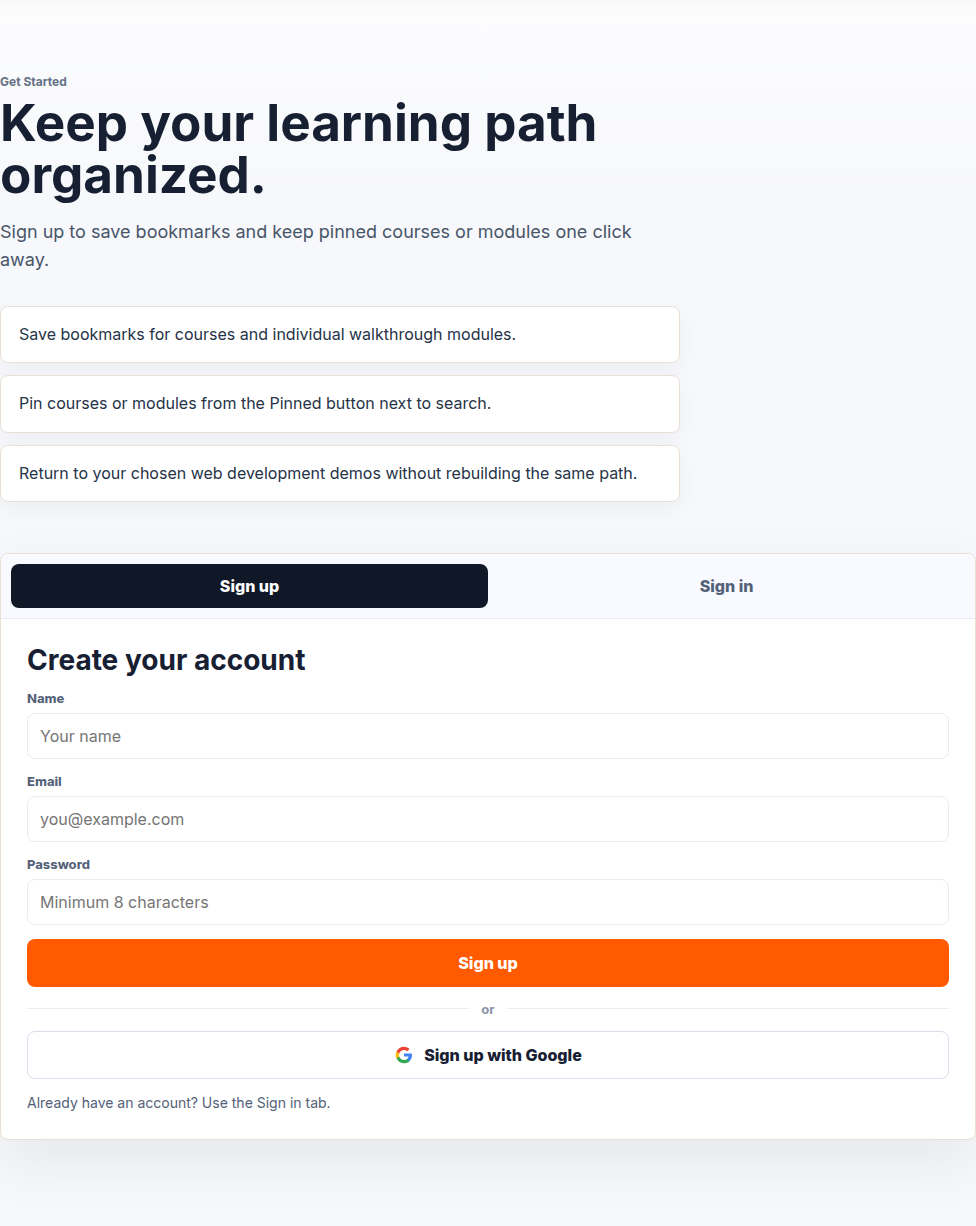 Get Started
Keep your learning path
organized.
Sign up to save bookmarks and keep pinned courses or modules one click
away.
Save bookmarks for courses and individual walkthrough modules.
Pin courses or modules from the Pinned button next to search.
Return to your chosen web development demos without rebuilding the same path.
Sign up
Sign in
Create your account
Name
Your name
Email
you@example.com
Password
Minimum 8 characters
Sign up
or
Sign up with Google
Already have an account? Use the Sign in tab.